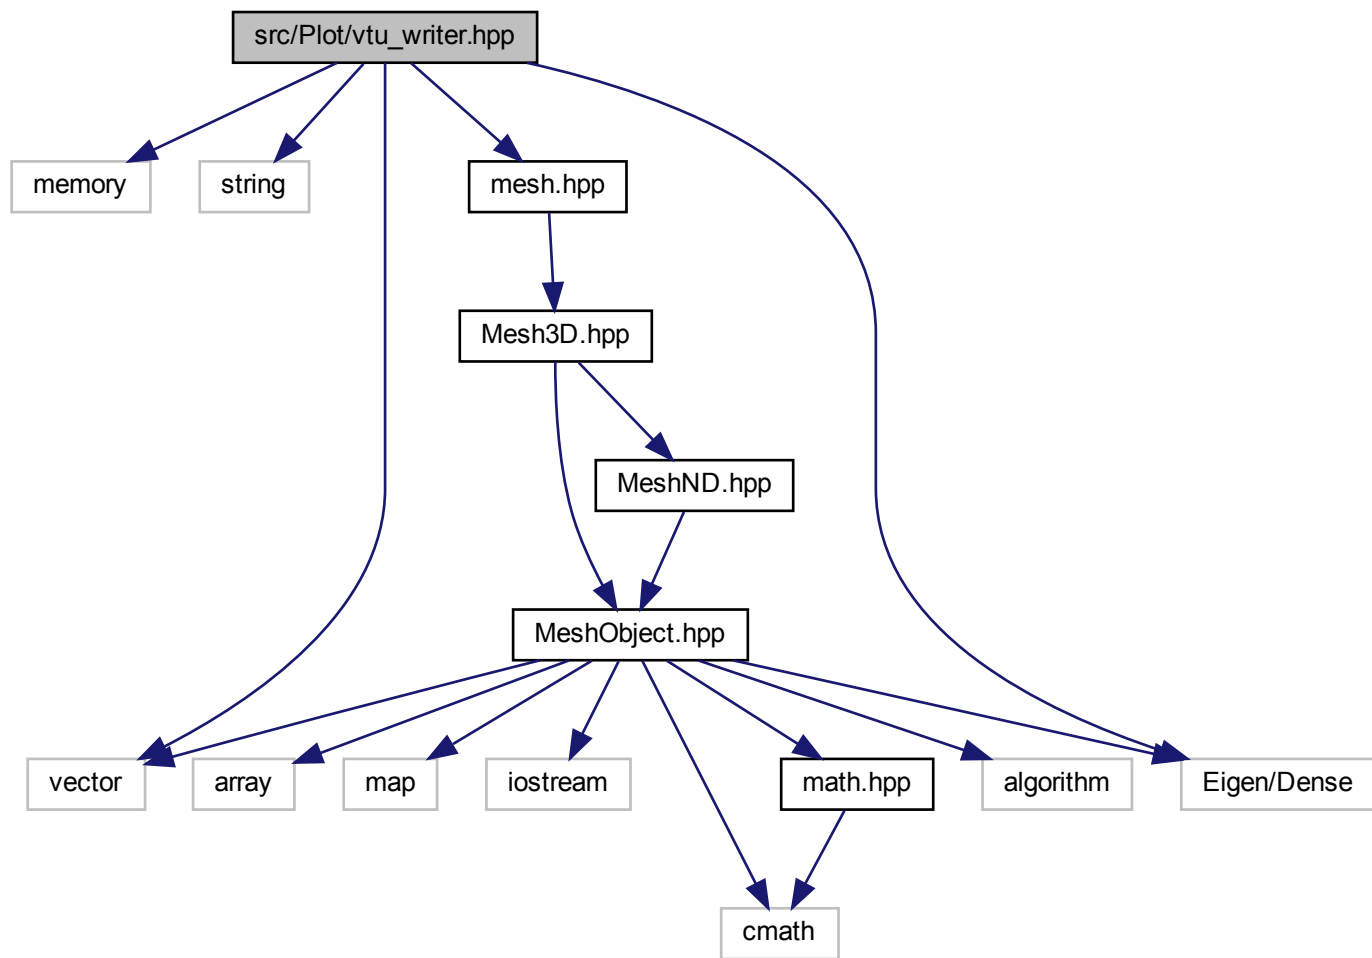 src/Plot/vtu_writer.hpp
memory
string
mesh.hpp
Mesh3D.hpp
MeshND.hpp
MeshObject.hpp
vector
array
map
iostream
math.hpp
algorithm
Eigen/Dense
cmath